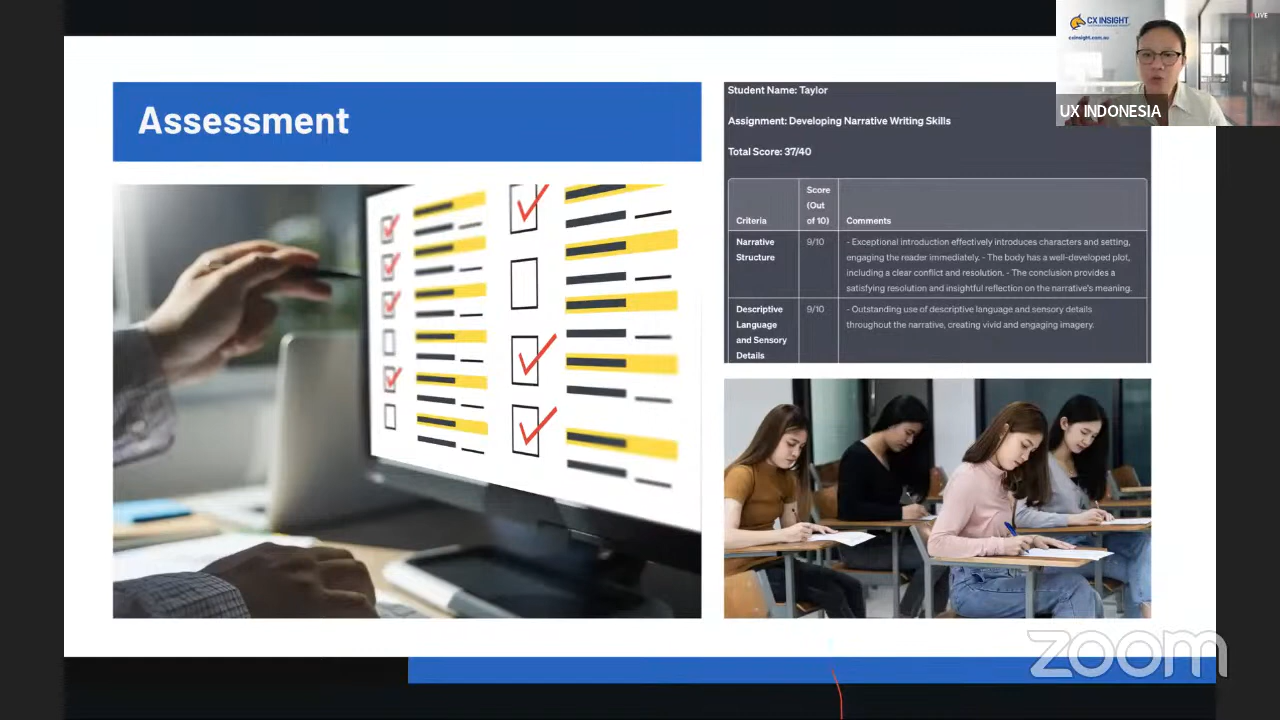 Assessment
Student Name: Taylor
Assignment: Developing Narrative Writing Skills
Total Score: 37/40
Criteria
Score
(Out
of 10)
Comments
Narrative
Structure
9/10
- Exceptional introduction effectively introduces characters and setting,
engaging the reader immediately. - The body has a well-developed plot,
including a clear conflict and resolution. - The conclusion provides a
satisfying resolution and insightful reflection on the narrative's meaning.
Descriptive
Language
and Sensory
Details
9/10
- Outstanding use of descriptive language and sensory details
throughout the narrative, creating vivid and engaging imagery.
CX INSIGHT
cxinsight.com.au
LIVE
UX INDONESIA
zoom